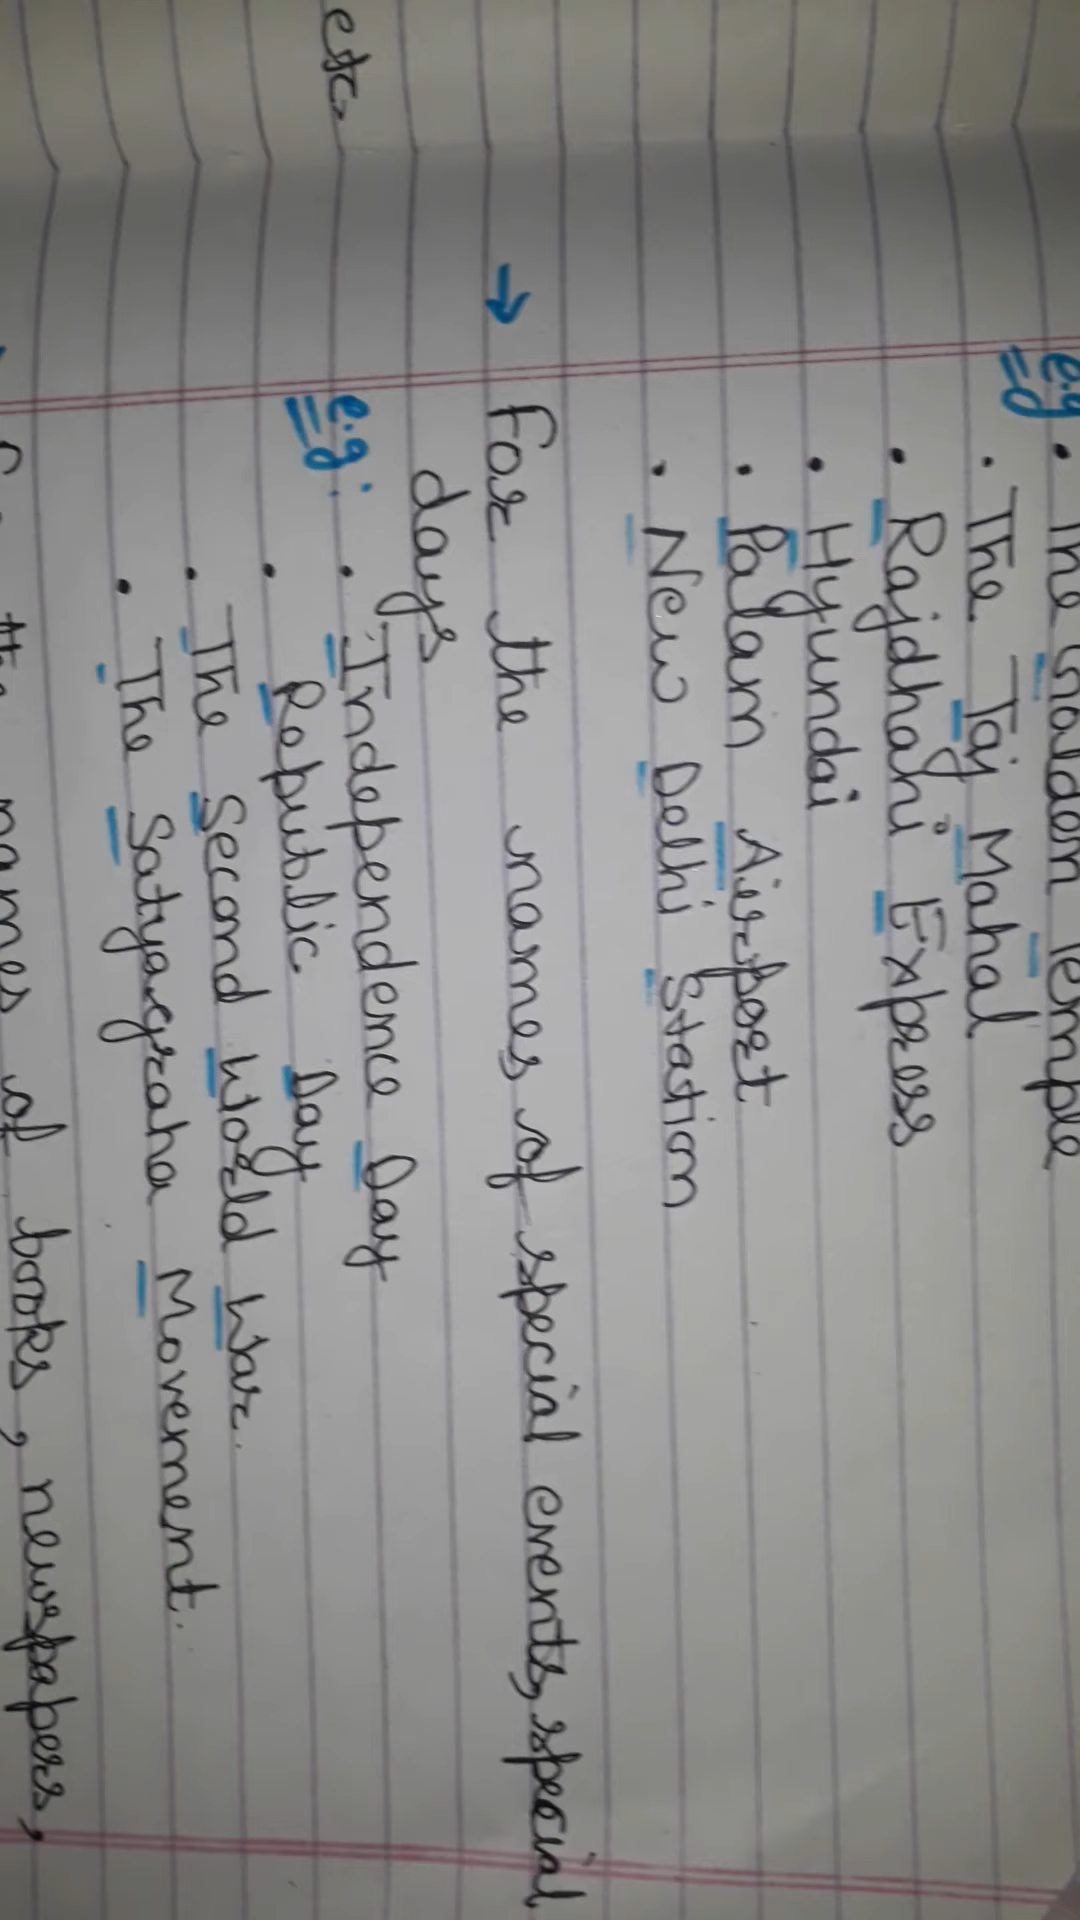 e.g • The Golden Temple
• The Taj Mahal
• Rajdhani Express
• Hyundai
• Palam Airport
• New Delhi Station
→ For the names of special events, special
days
etc.
e.g. • Independence Day
• Republic Day
• The Second World War.
• The Satyagraha Movement.
the names of books, newspapers,